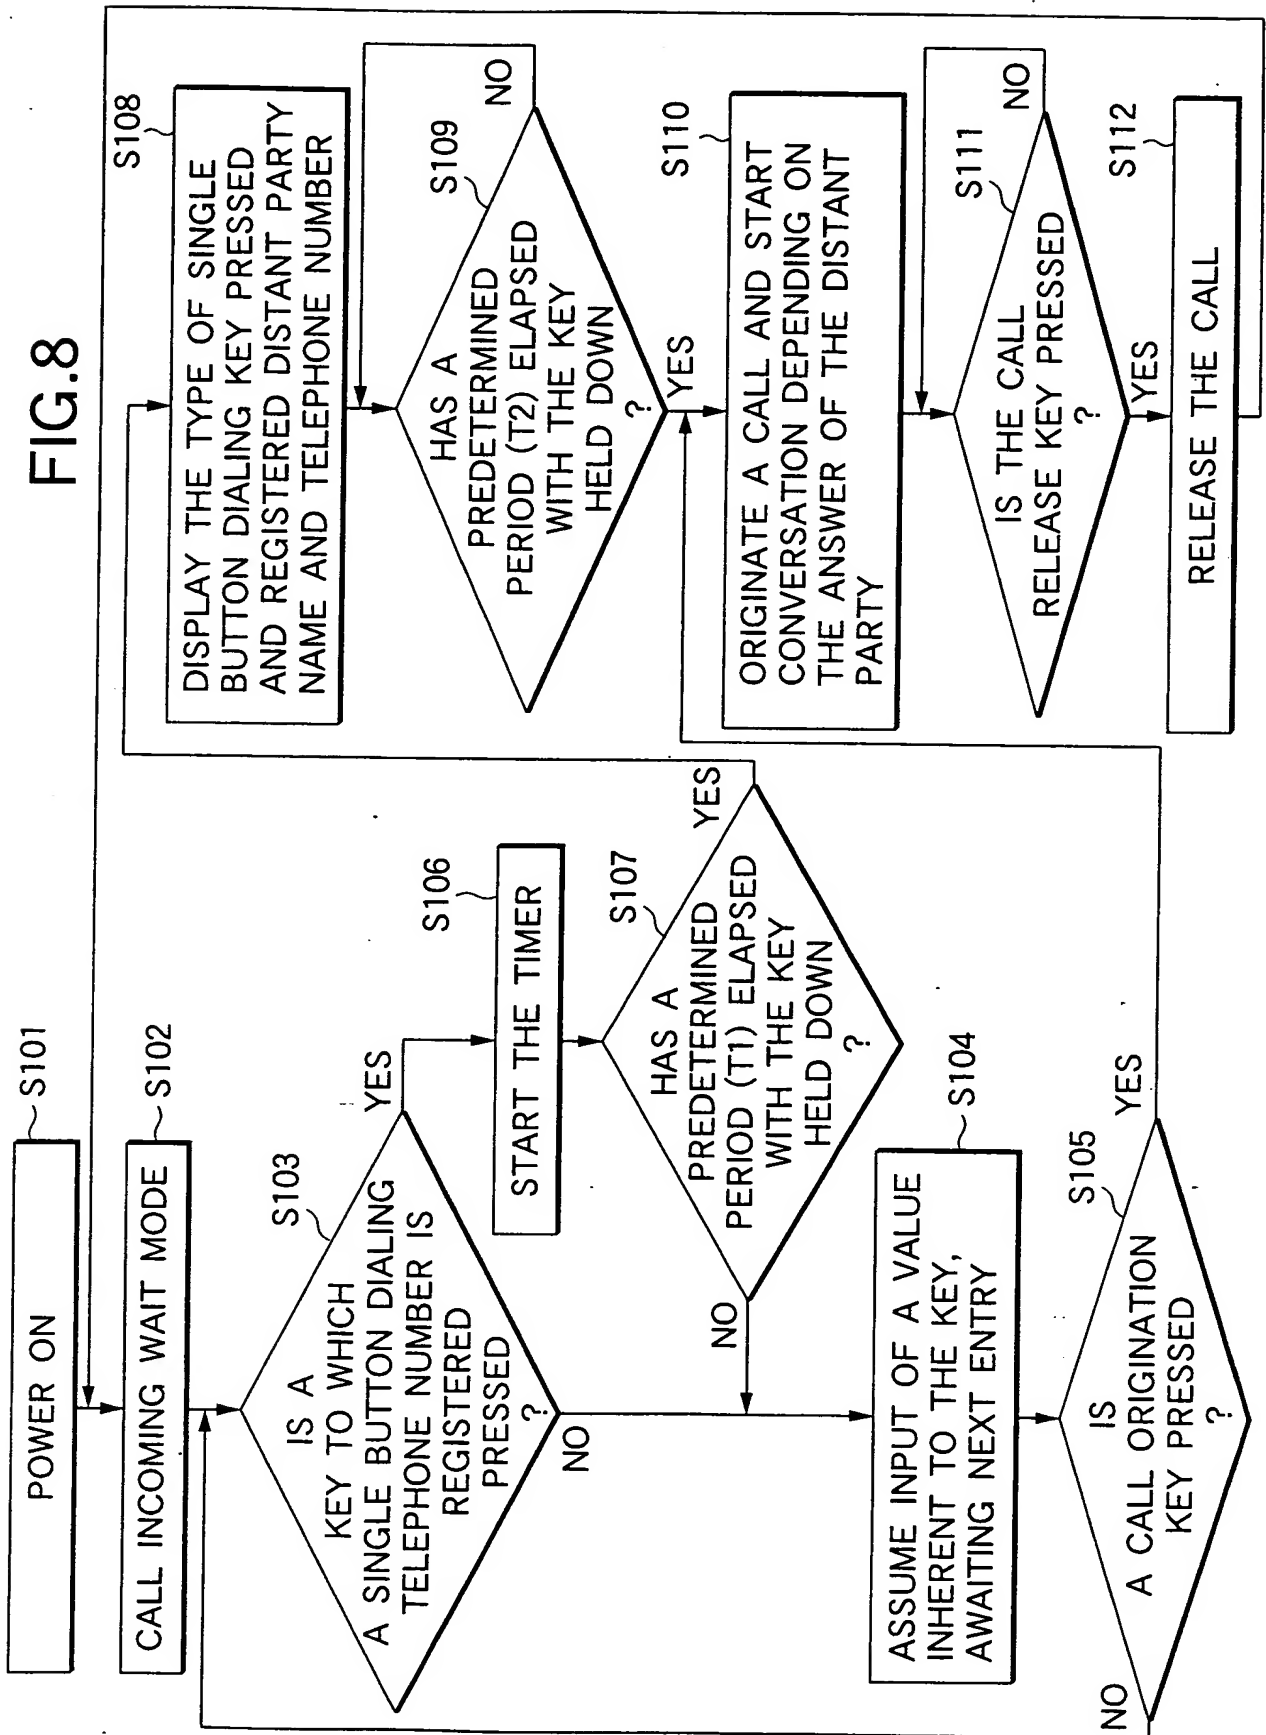 FIG.8
POWER ON
S101
CALL INCOMING WAIT MODE
S102
IS A
KEY TO WHICH
A SINGLE BUTTON DIALING
TELEPHONE NUMBER IS
REGISTERED
PRESSED
?
S103
YES
NO
START THE TIMER
S106
HAS A
PREDETERMINED
PERIOD (T1) ELAPSED
WITH THE KEY
HELD DOWN
?
S107
YES
NO
ASSUME INPUT OF A VALUE
INHERENT TO THE KEY,
AWAITING NEXT ENTRY
S104
IS
A CALL ORIGINATION
KEY PRESSED
?
S105
YES
NO
DISPLAY THE TYPE OF SINGLE
BUTTON DIALING KEY PRESSED
AND REGISTERED DISTANT PARTY
NAME AND TELEPHONE NUMBER
S108
HAS A
PREDETERMINED
PERIOD (T2) ELAPSED
WITH THE KEY
HELD DOWN
?
S109
NO
YES
ORIGINATE A CALL AND START
CONVERSATION DEPENDING ON
THE ANSWER OF THE DISTANT
PARTY
S110
IS THE CALL
RELEASE KEY PRESSED
?
S111
NO
YES
RELEASE THE CALL
S112